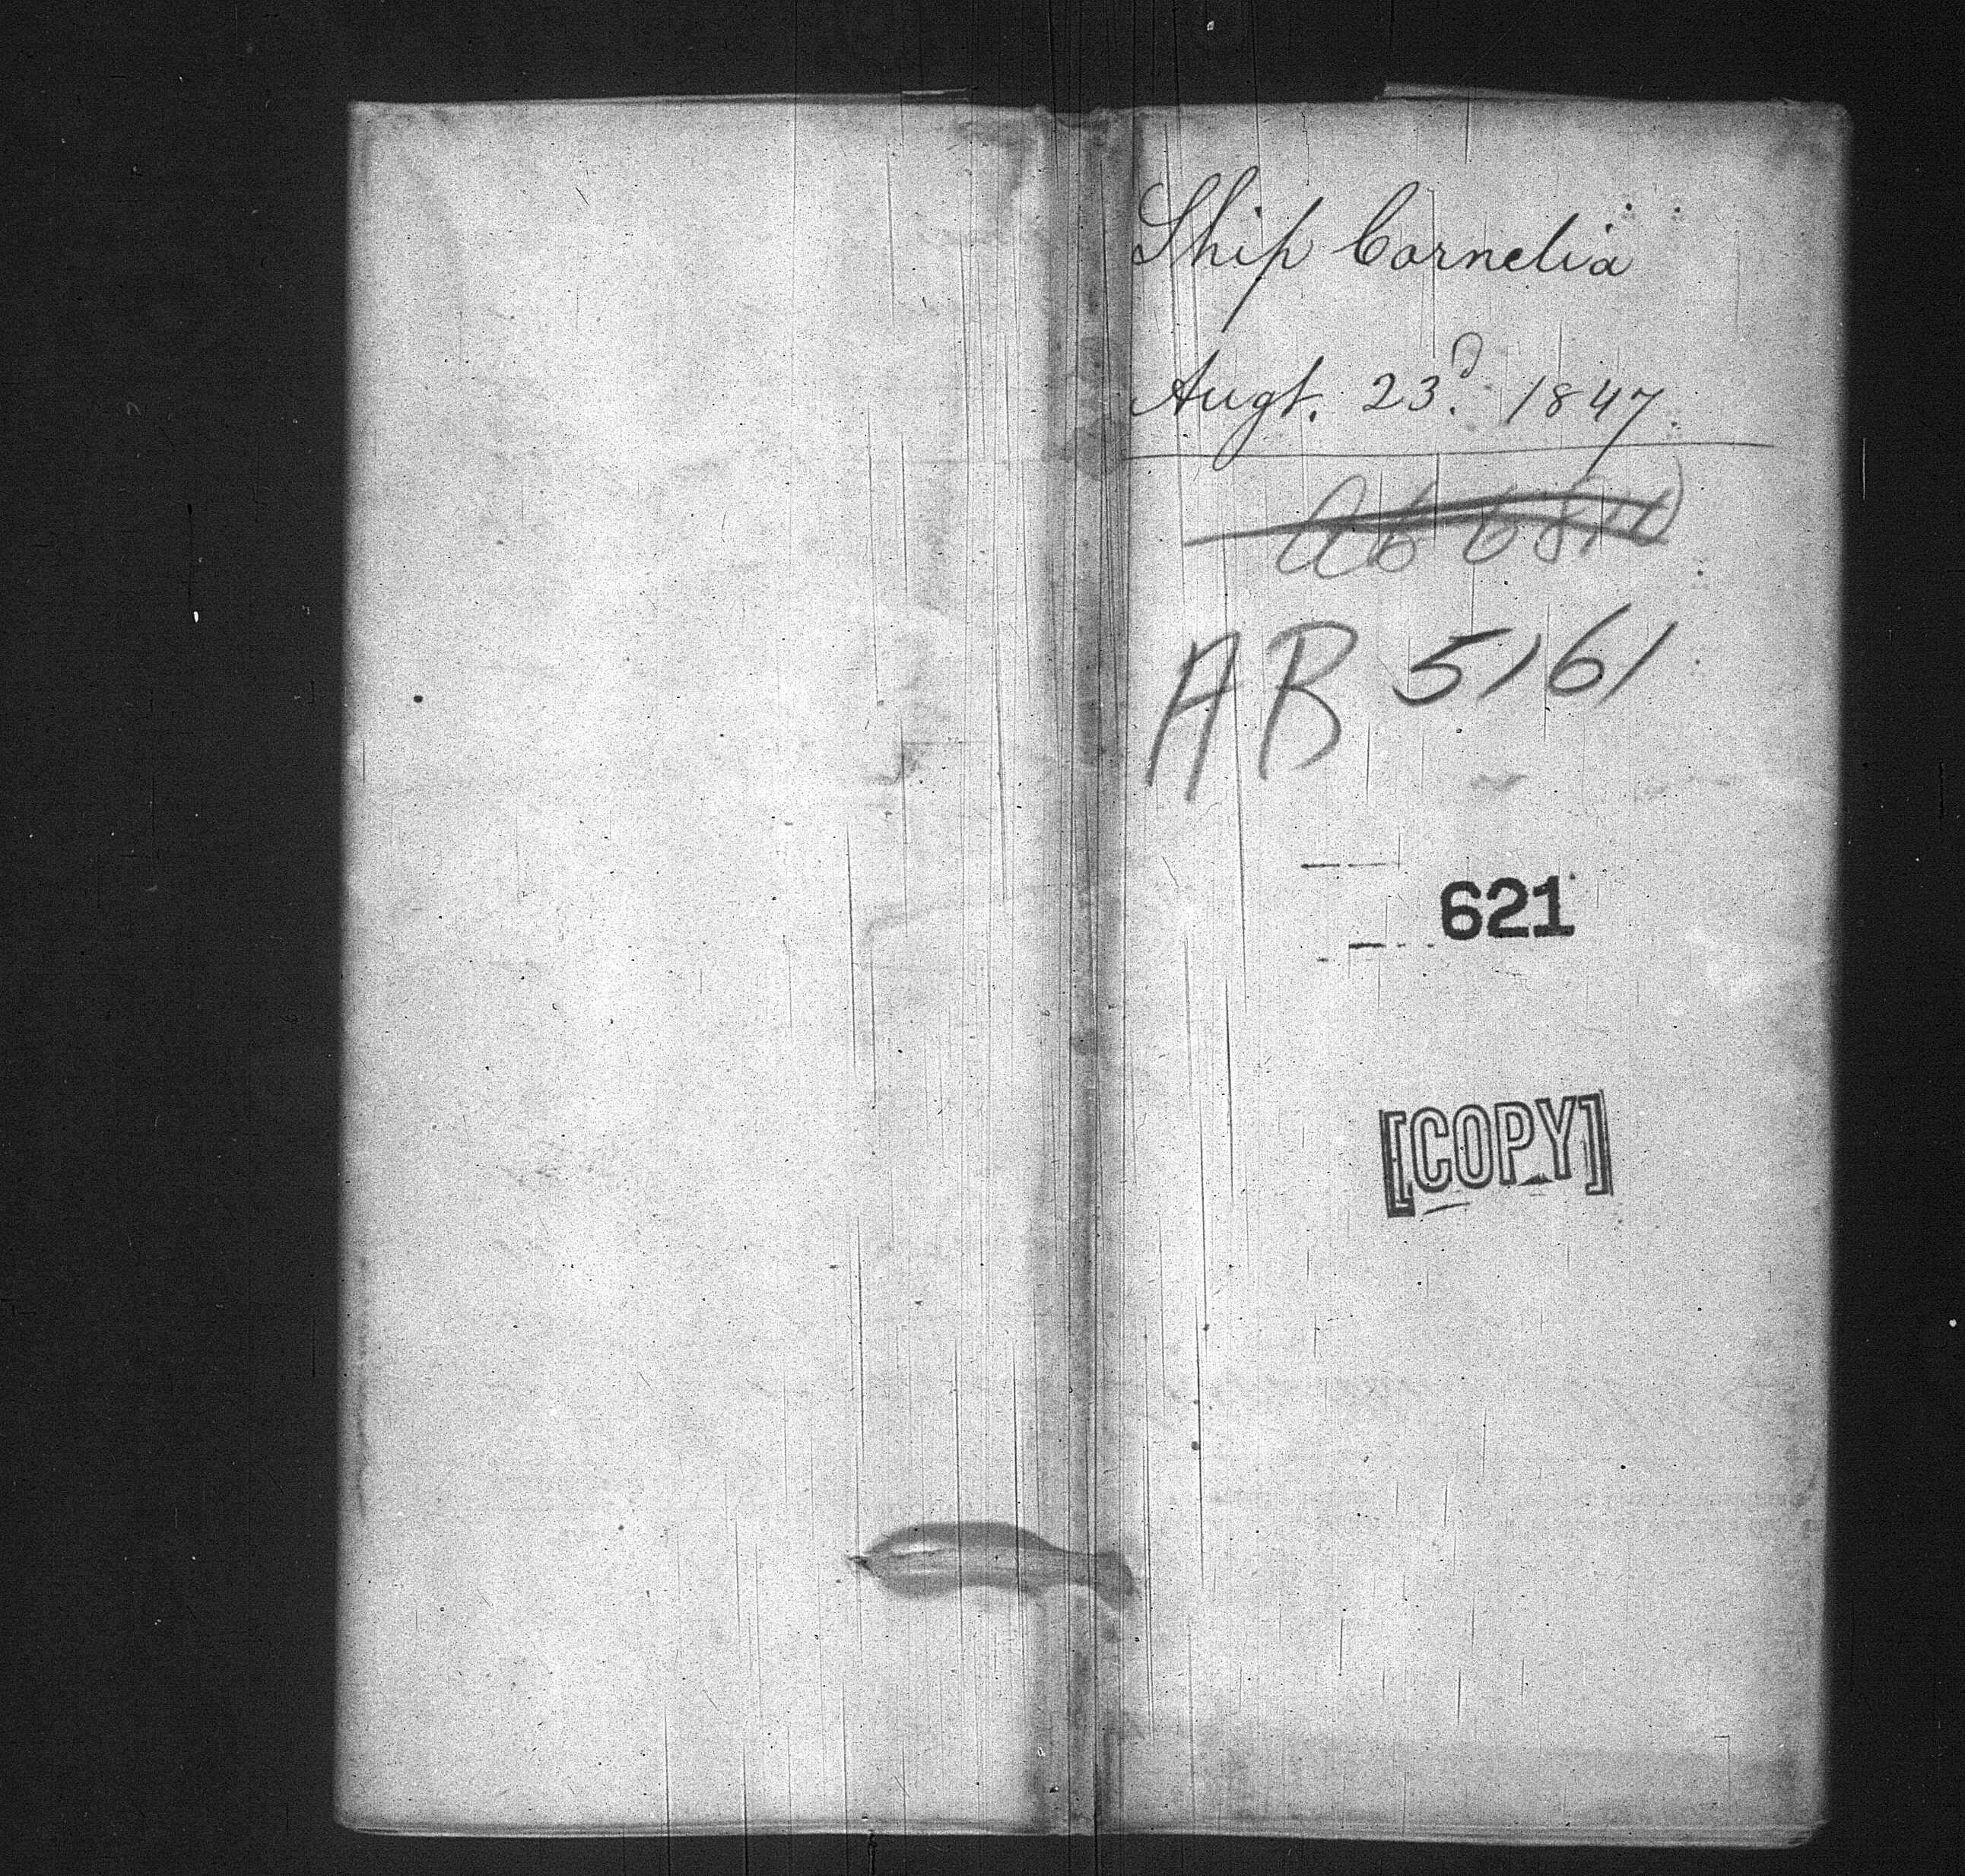 Ship Cornelia
Augt. 23d. 1847.
AB 5161
621
[COPY]